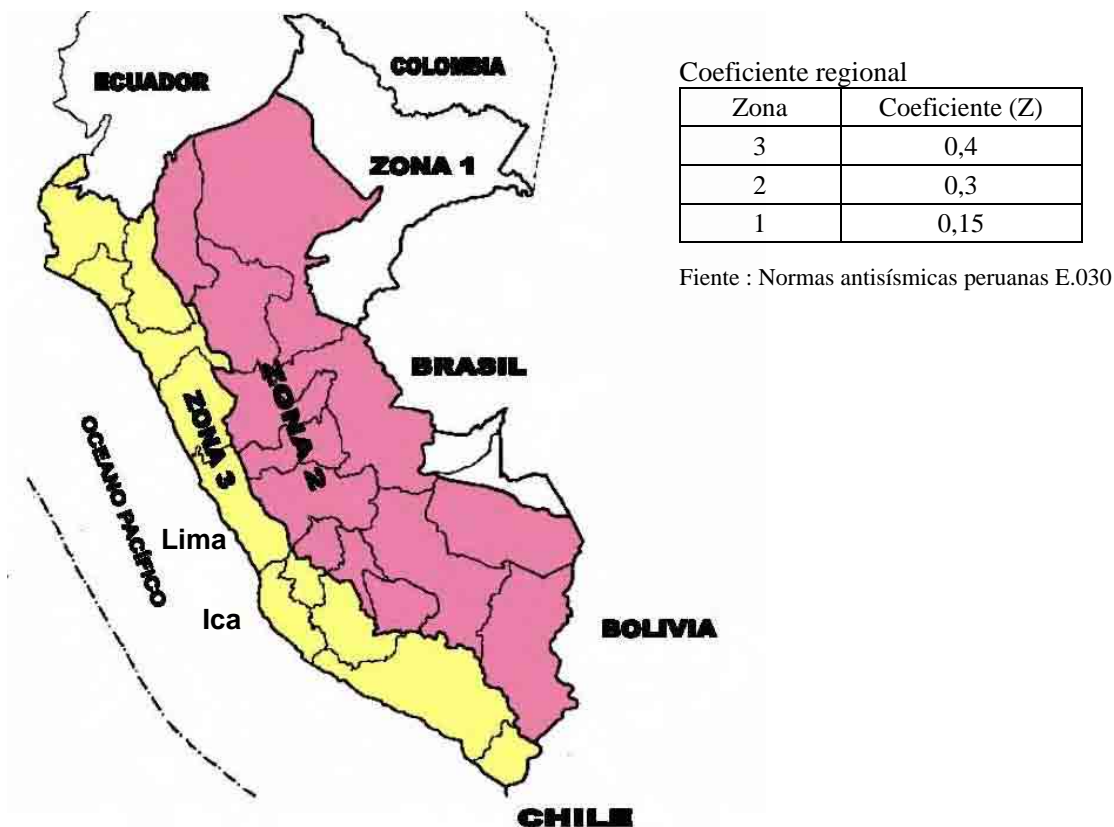 ECUADOR
COLOMBIA
ZONA 1
BRASIL
ZONA 2
ZONA 3
OCEANO PACÍFICO
Lima
Ica
BOLIVIA
CHILE
Coeficiente regional
Zona Coeficiente (Z)
3 0,4
2 0,3
1 0,15
Fiente : Normas antisísmicas peruanas E.030